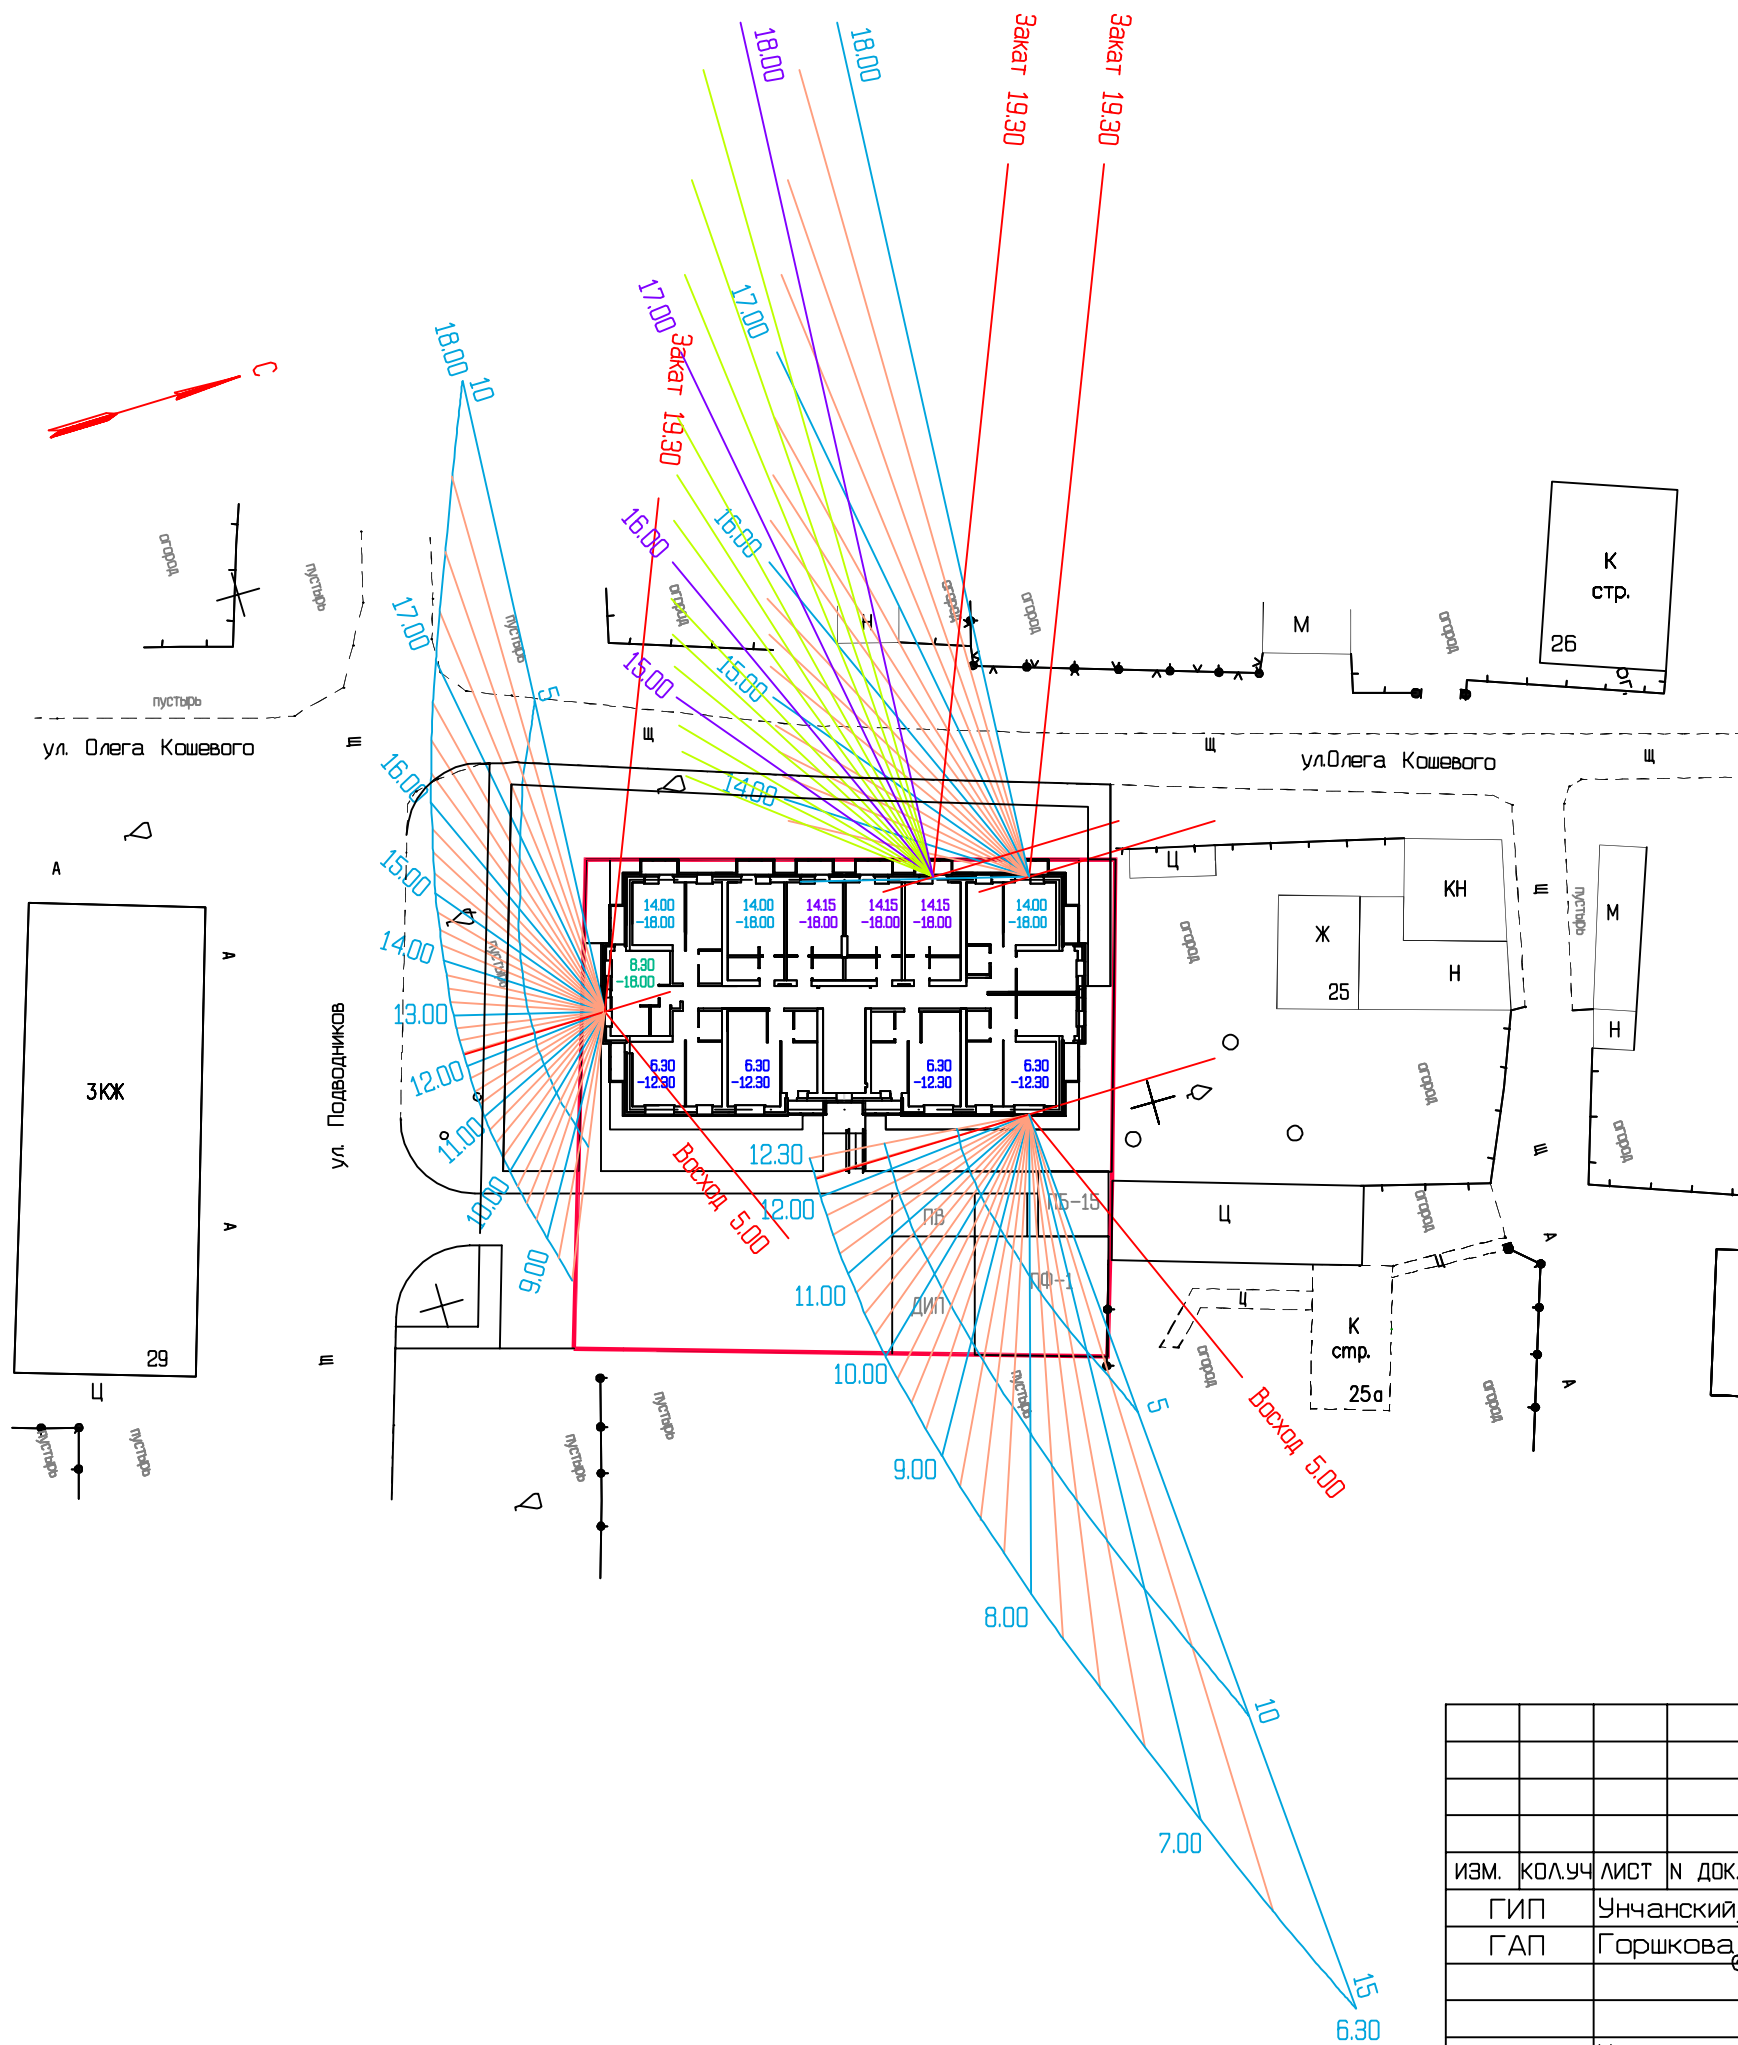 Закат 19.30
Закат 19.30
18.00
18.00
17.00
17.00
Закат 19.30
С
18.00
10
16.00
16.00
огород
пустырь
17.00
пустырь
5
огород
Н
огород
огород
М
огород
К
стр.
26
15.00
15.00
пустырь
ул. Олега Кошевого
Щ
Щ
Щ
ул.Олега Кошевого
Щ
16.00
14.00
А
15.00
14.00
-18.00
14.00
-18.00
14.15
-18.00
14.15
-18.00
14.15
-18.00
14.00
-18.00
Ц
КН
Щ
пустырь
М
Ж
огород
14.00
пустырь
А
8.30
-18.00
Н
25
13.00
Н
12.00
6.30
-12.30
6.30
-12.30
6.30
-12.30
6.30
-12.30
3КЖ
ул. Подводников
огород
11.00
Щ
огород
12.30
Восход 5.00
10.00
12.00
ПВ
ПБ-15
Ц
огород
А
А
9.00
11.00
ДИП
ПФ-1
Ц
К
стр.
25а
29
Щ
Ц
10.00
огород
огород
А
пустырь
5
Восход 5.00
пустырь
пустырь
пустырь
пустырь
9.00
8.00
10
7.00
15
6.30
ИЗМ. КОЛ.УЧ ЛИСТ N ДОК.
ГИП Унчанский
ГАП Горшкова